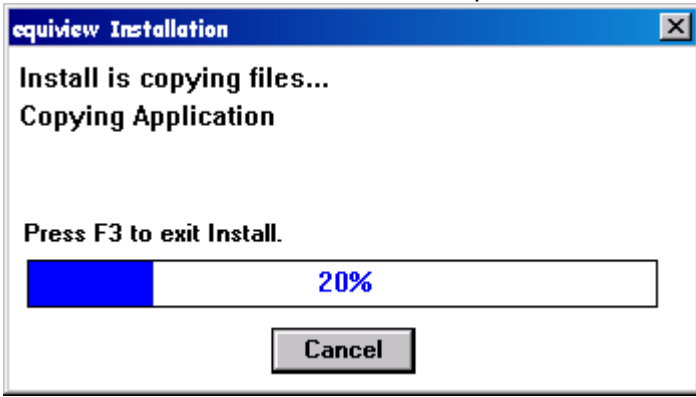 equiview Installation
Install is copying files...
Copying Application
Press F3 to exit Install.
20%
Cancel